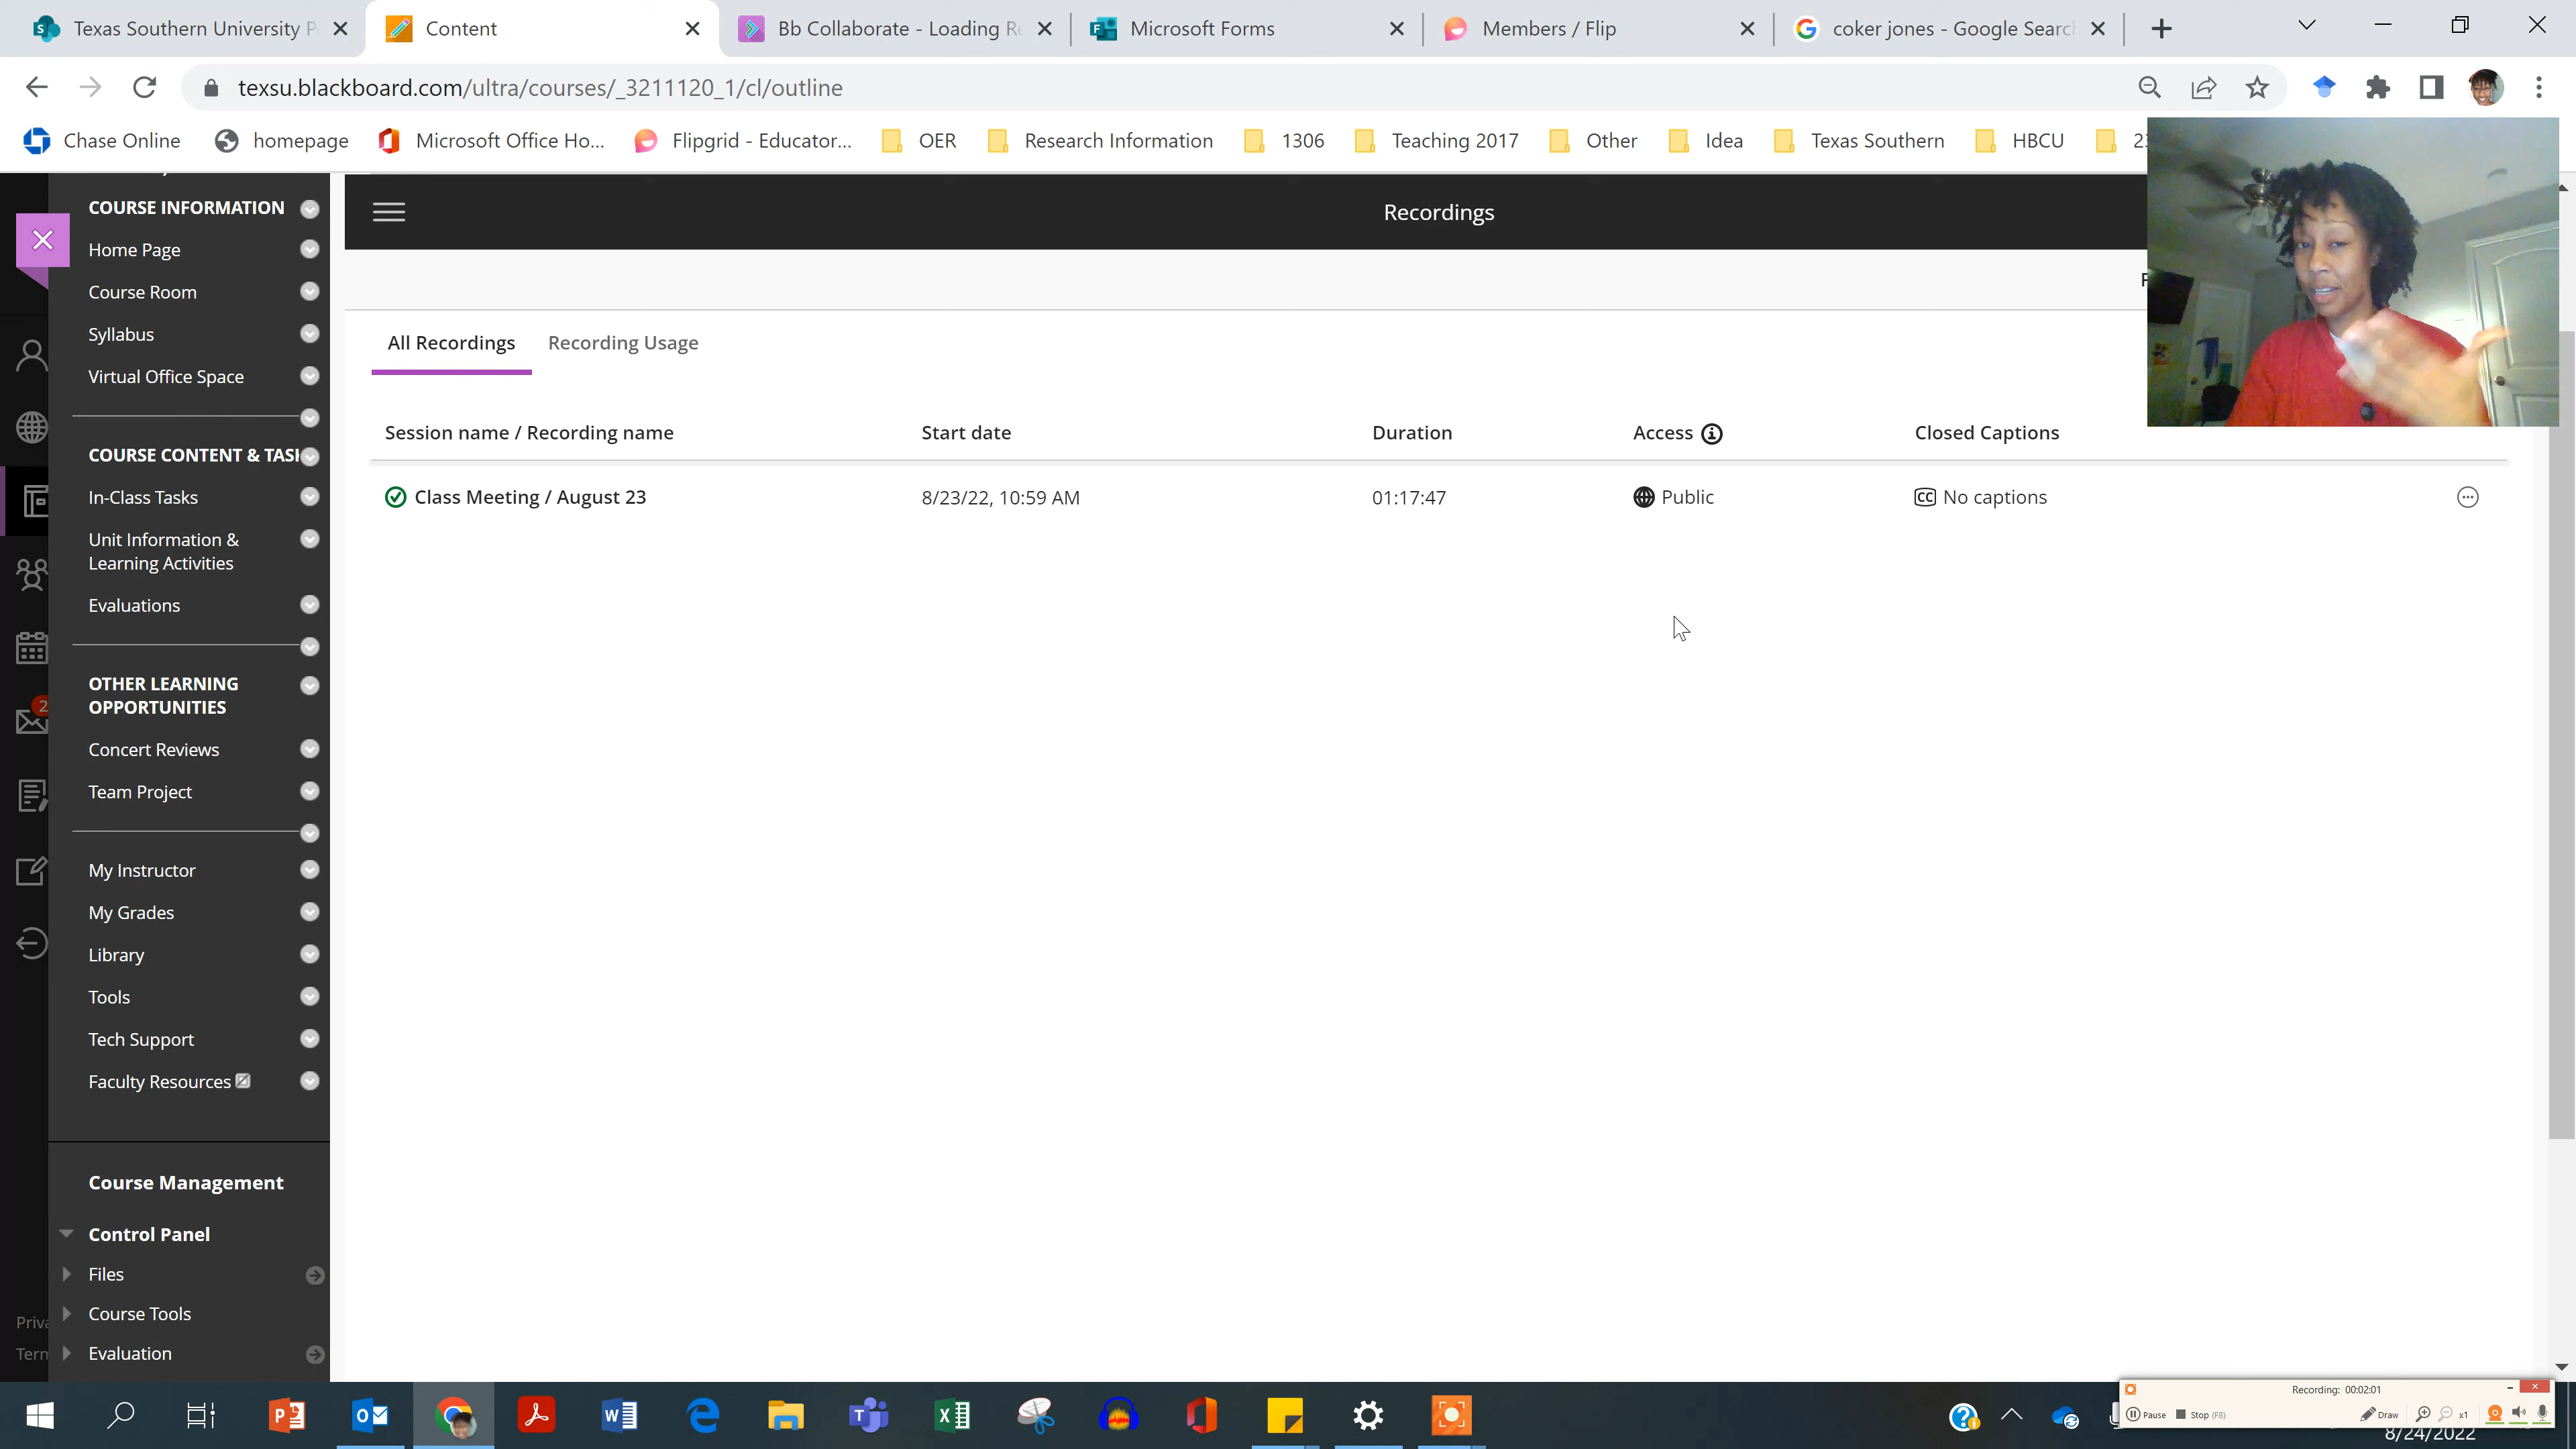 Texas Southern University P
Content
Bb Collaborate - Loading Re
Microsoft Forms
Members / Flip
coker jones - Google Search
texsu.blackboard.com/ultra/courses/_3211120_1/cl/outline
Chase Online
homepage
Microsoft Office Ho...
Flipgrid - Educator...
OER
Research Information
1306
Teaching 2017
Other
Idea
Texas Southern
HBCU
COURSE INFORMATION
Home Page
Course Room
Syllabus
Virtual Office Space
COURSE CONTENT & TASK
In-Class Tasks
Unit Information &
Learning Activities
Evaluations
OTHER LEARNING
OPPORTUNITIES
Concert Reviews
Team Project
My Instructor
My Grades
Library
Tools
Tech Support
Faculty Resources
Course Management
Control Panel
Files
Course Tools
Evaluation
2
Priva
Term
Recordings
All Recordings
Recording Usage
Session name / Recording name
Start date
Duration
Access
Closed Captions
Class Meeting / August 23
8/23/22, 10:59 AM
01:17:47
Public
CC No captions
Recording: 00:02:01
Pause
Stop (F8)
Draw
x1
8/24/2022